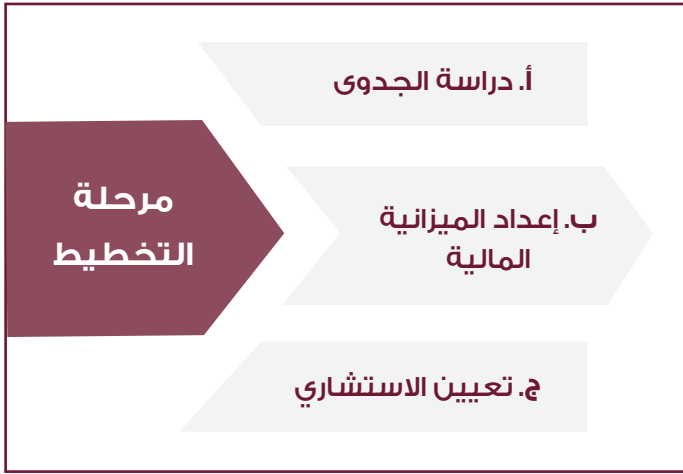 مرحلة
التخطيط
أ. دراسة الجدوى
ب. إعداد الميزانية
المالية
ج. تعيين الاستشاري